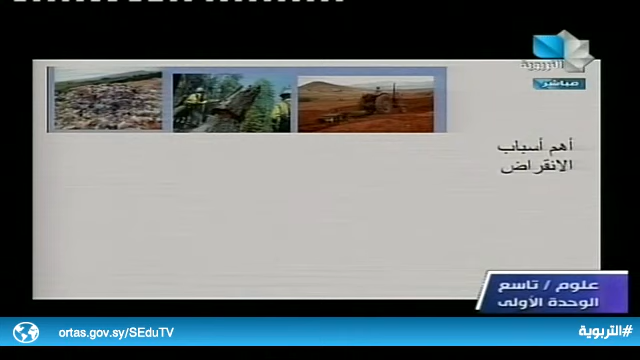 التربوية
مباشر
أهم أسباب
الانقراض
علوم / تاسع
الوحدة الأولى
ortas.gov.sy/SEduTV
#التربوية